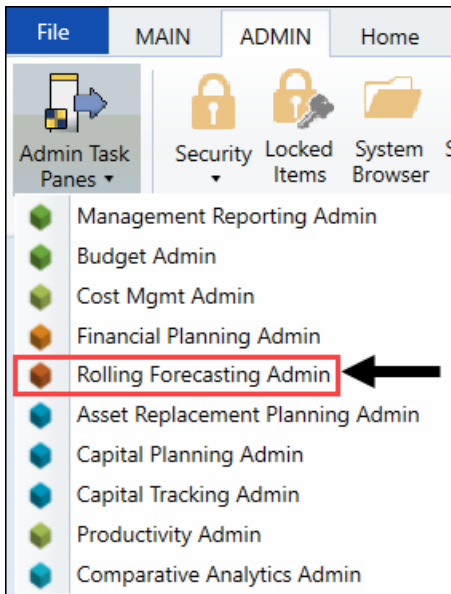 File MAIN ADMIN Home
Admin Task Panes
Security
Locked Items
System Browser
S
Management Reporting Admin
Budget Admin
Cost Mgmt Admin
Financial Planning Admin
Rolling Forecasting Admin
Asset Replacement Planning Admin
Capital Planning Admin
Capital Tracking Admin
Productivity Admin
Comparative Analytics Admin